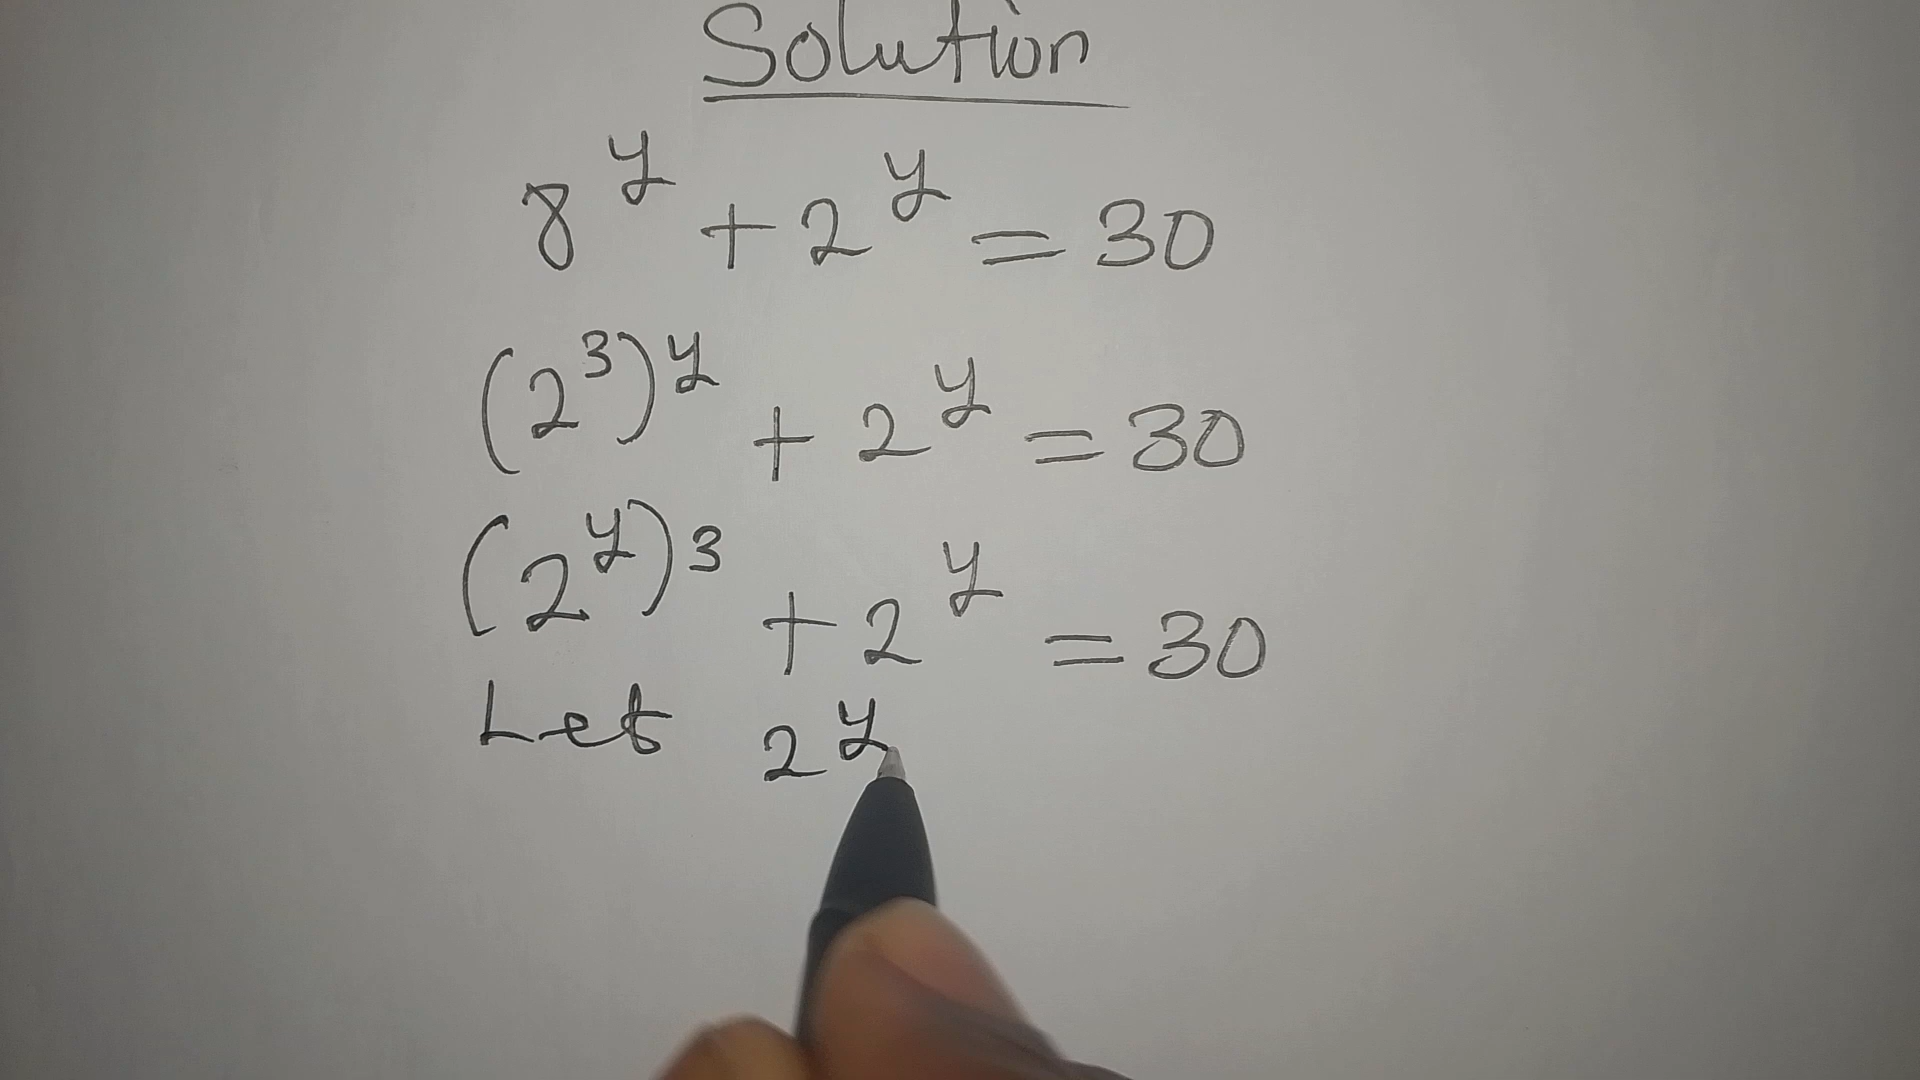 Solution
8^y + 2^y = 30
(2^3)^y + 2^y = 30
(2^y)^3 + 2^y = 30
Let 2^y